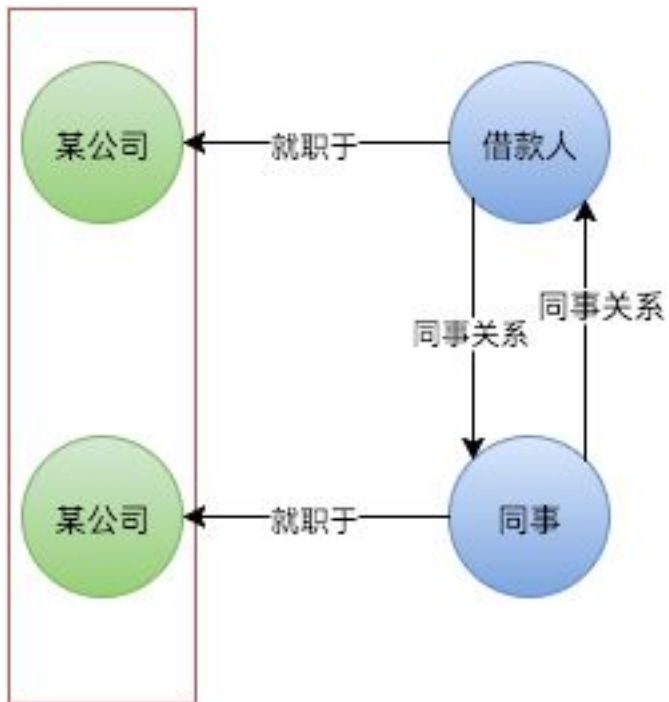 某公司
就职于
借款人
同事关系
同事关系
某公司
就职于
同事